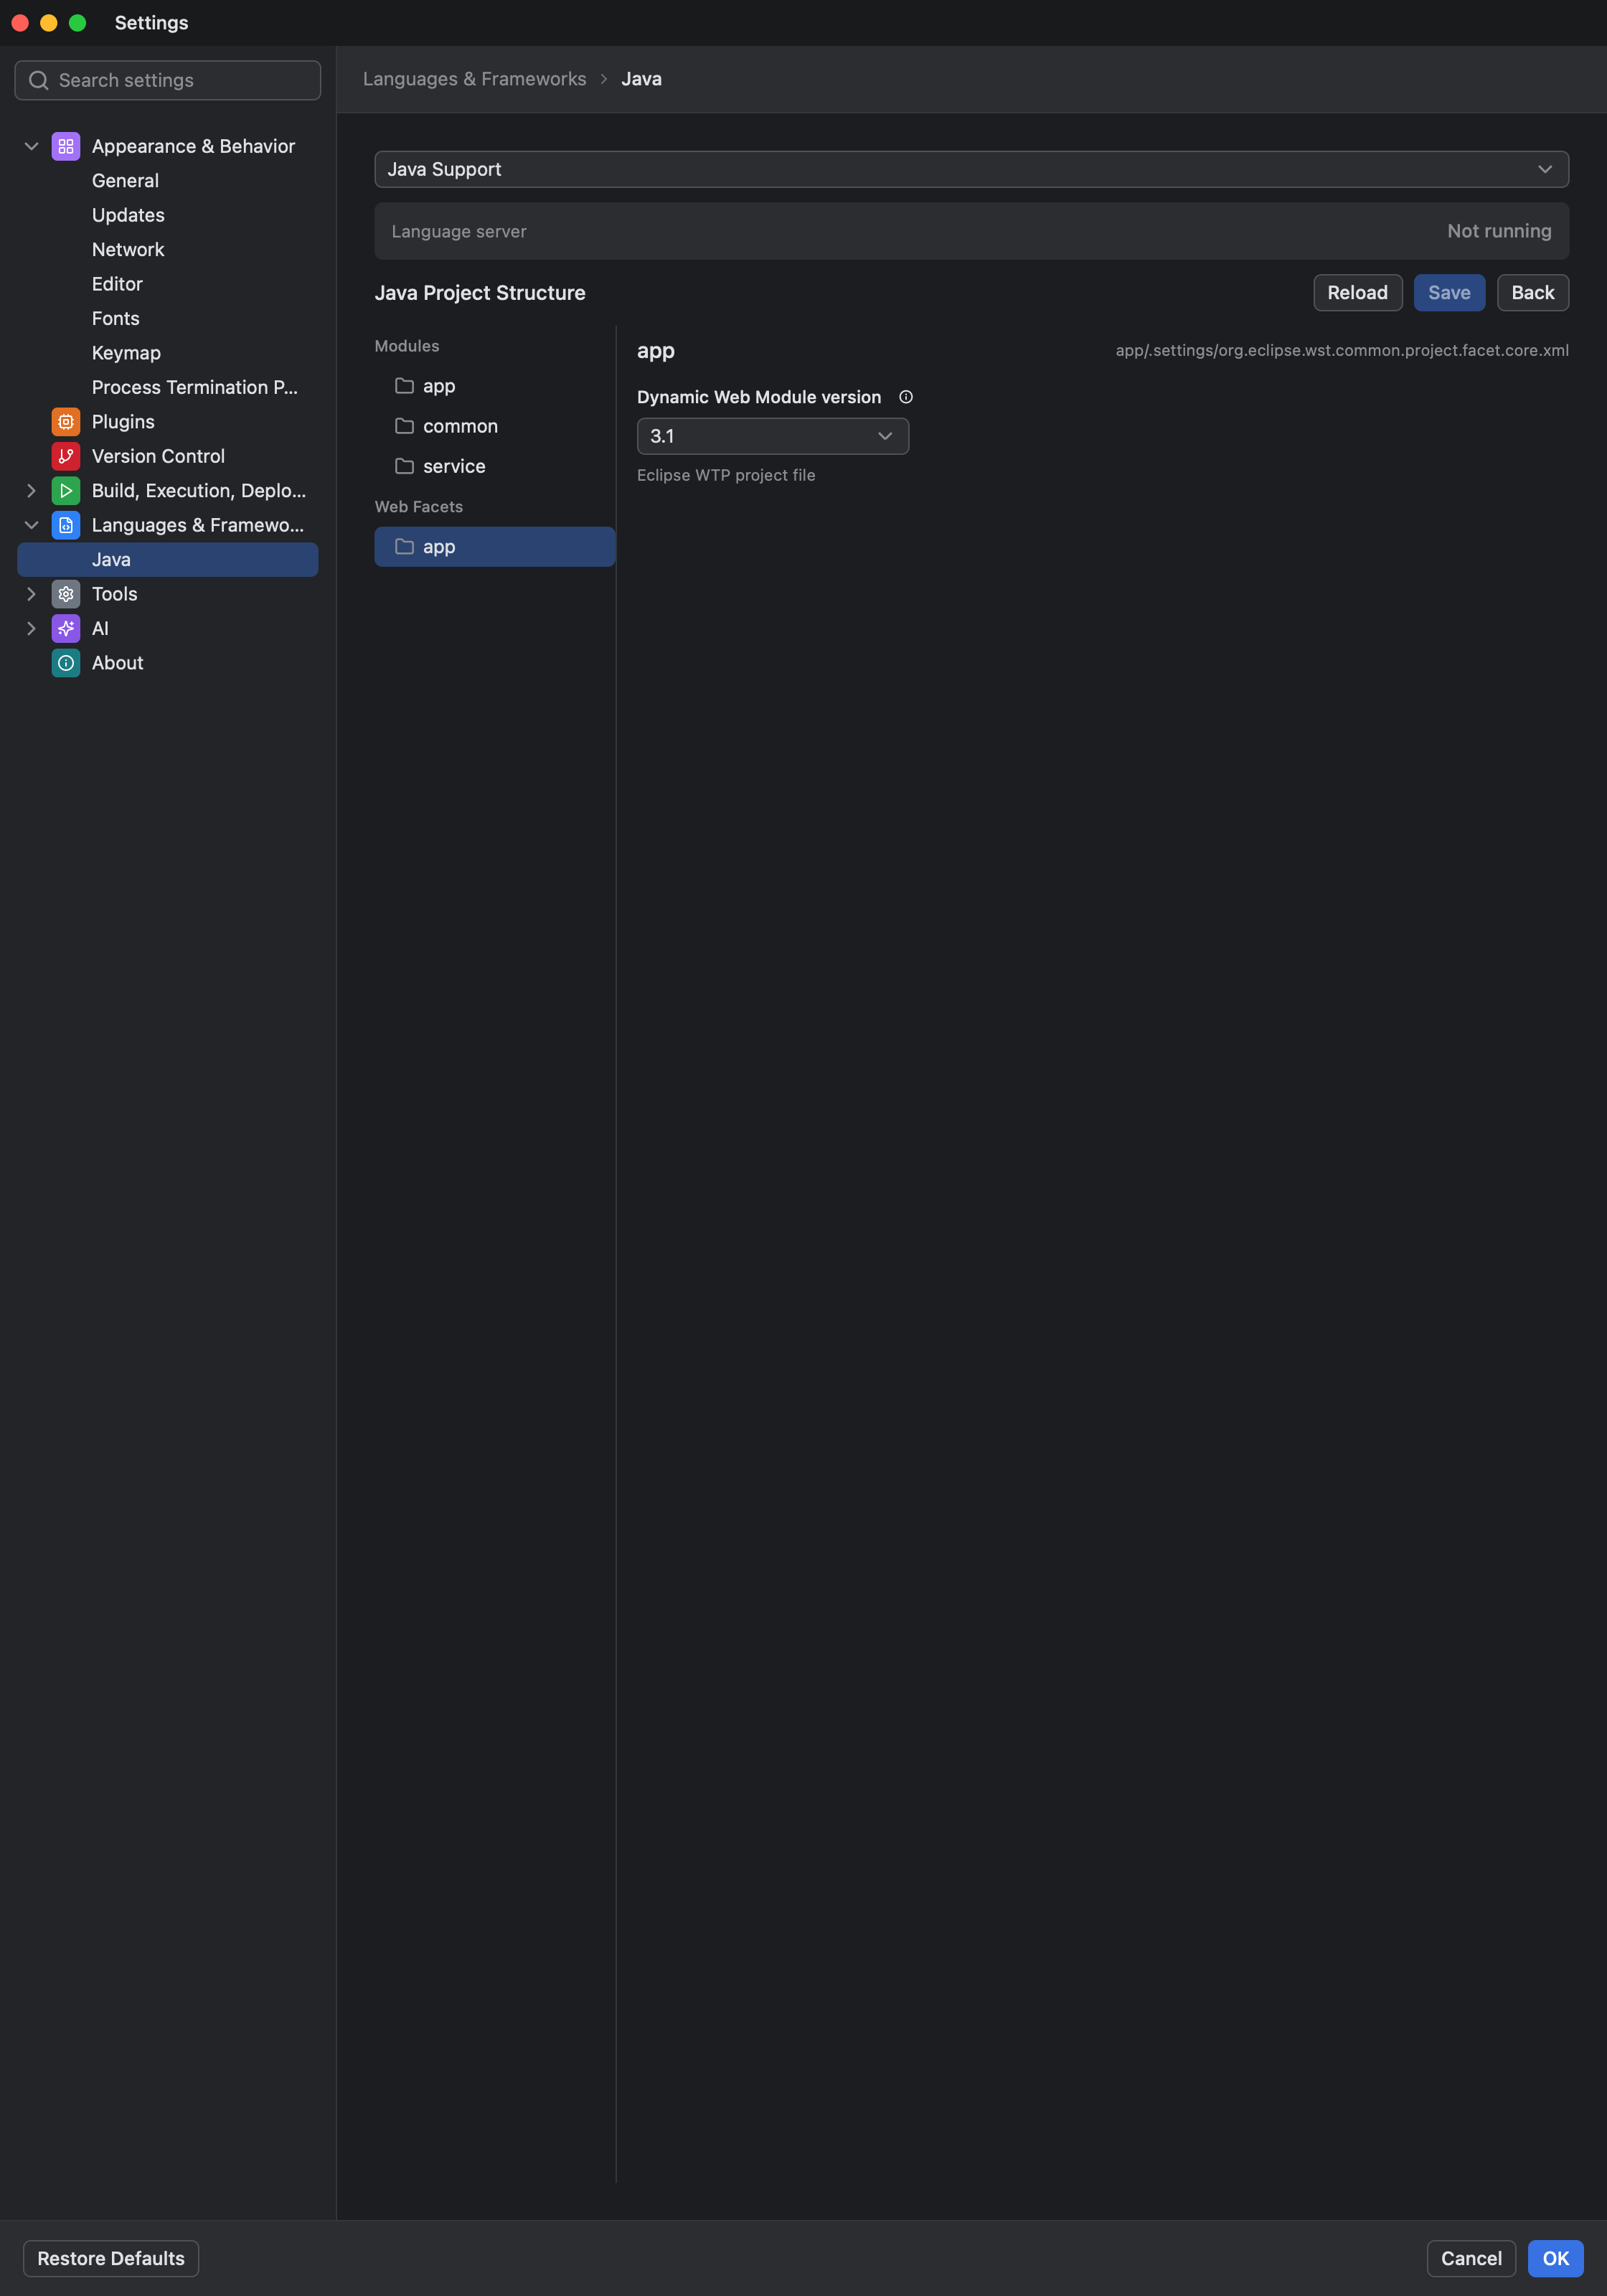 Settings
Search settings
Appearance & Behavior
General
Updates
Network
Editor
Fonts
Keymap
Process Termination P...
Plugins
Version Control
Build, Execution, Deplo...
Languages & Framewo...
Java
Tools
AI
About
Languages & Frameworks > Java
Java Support
Language server Not running
Java Project Structure Reload Save Back
Modules
app
common
service
Web Facets
app
app app/.settings/org.eclipse.wst.common.project.facet.core.xml
Dynamic Web Module version
3.1
Eclipse WTP project file
Restore Defaults Cancel OK